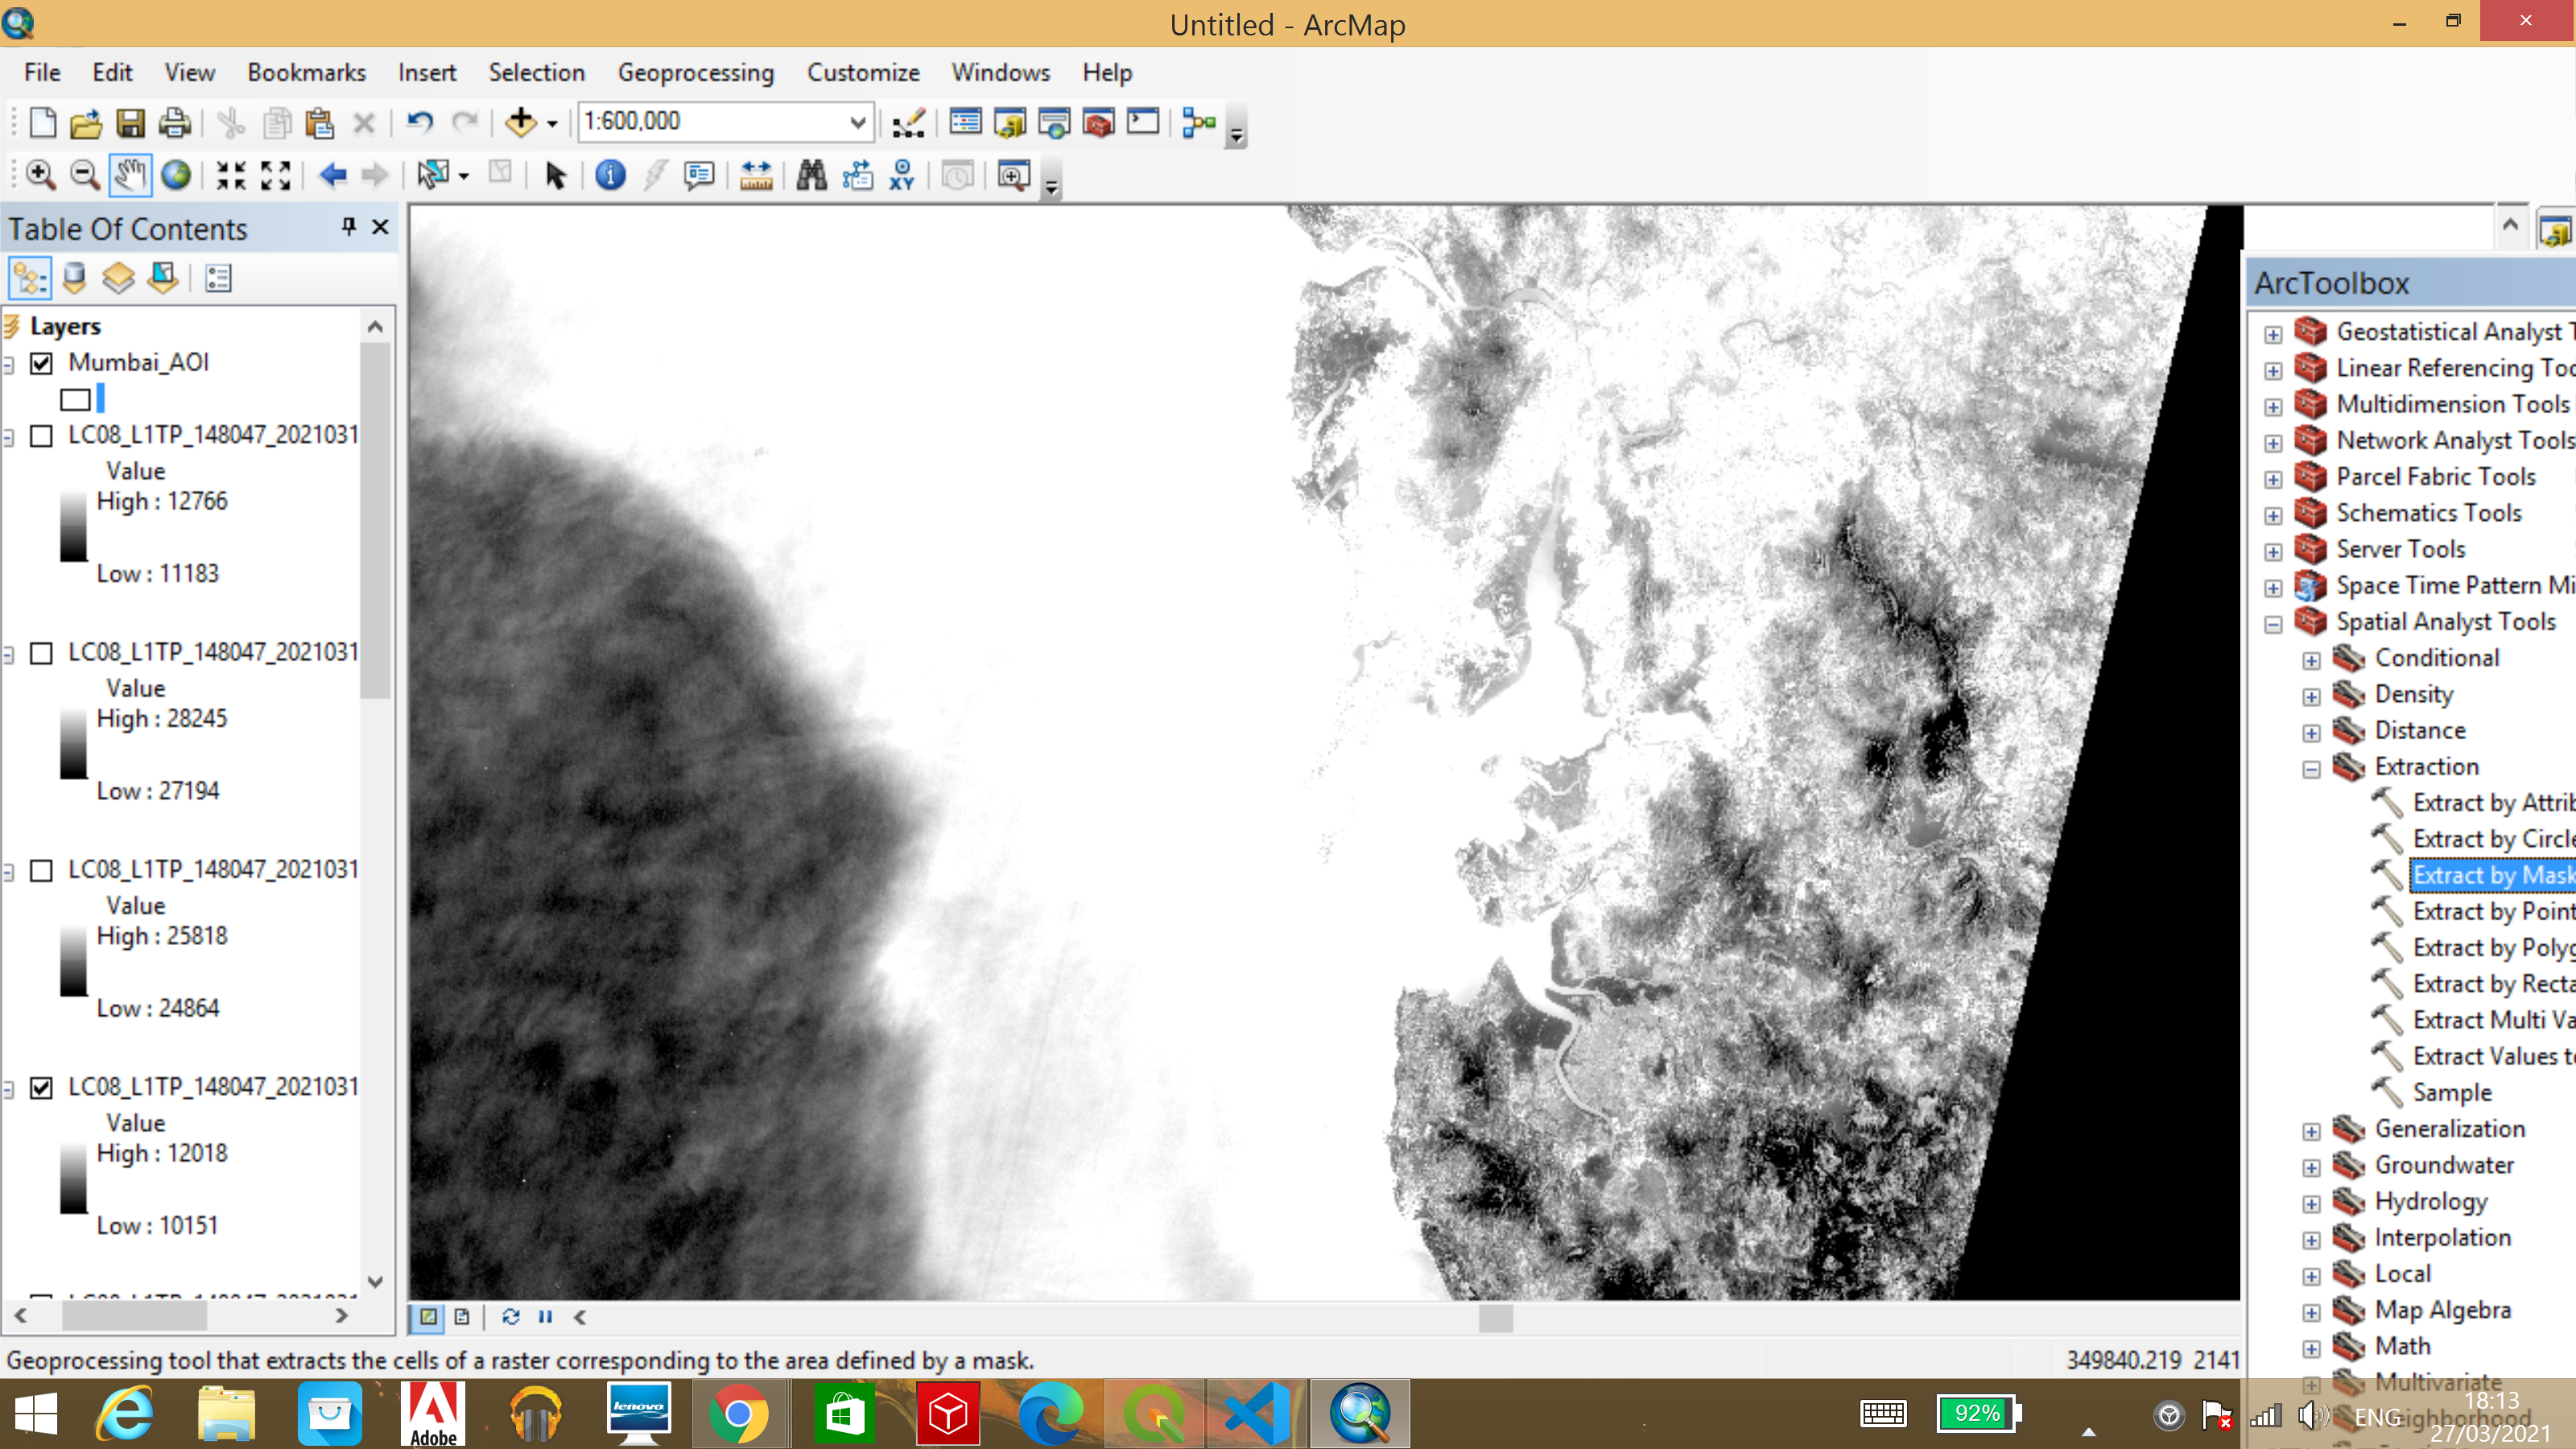 Untitled - ArcMap
File Edit View Bookmarks Insert Selection Geoprocessing Customize Windows Help
1:600,000
XY
Table Of Contents
Layers
Mumbai_AOI
LC08_L1TP_148047_2021031
Value
High : 12766
Low : 11183
LC08_L1TP_148047_2021031
Value
High : 28245
Low : 27194
LC08_L1TP_148047_2021031
Value
High : 25818
Low : 24864
LC08_L1TP_148047_2021031
Value
High : 12018
Low : 10151
ArcToolbox
Geostatistical Analyst T
Linear Referencing Too
Multidimension Tools
Network Analyst Tools
Parcel Fabric Tools
Schematics Tools
Server Tools
Space Time Pattern Mi
Spatial Analyst Tools
Conditional
Density
Distance
Extraction
Extract by Attrib
Extract by Circle
Extract by Mask
Extract by Point
Extract by Polyg
Extract by Recta
Extract Multi Va
Extract Values to
Sample
Generalization
Groundwater
Hydrology
Interpolation
Local
Map Algebra
Math
Multivariate
Neighborhood
Geoprocessing tool that extracts the cells of a raster corresponding to the area defined by a mask.
349840.219 2141
Adobe
lenovo
92%
ENG
18:13
27/03/2021